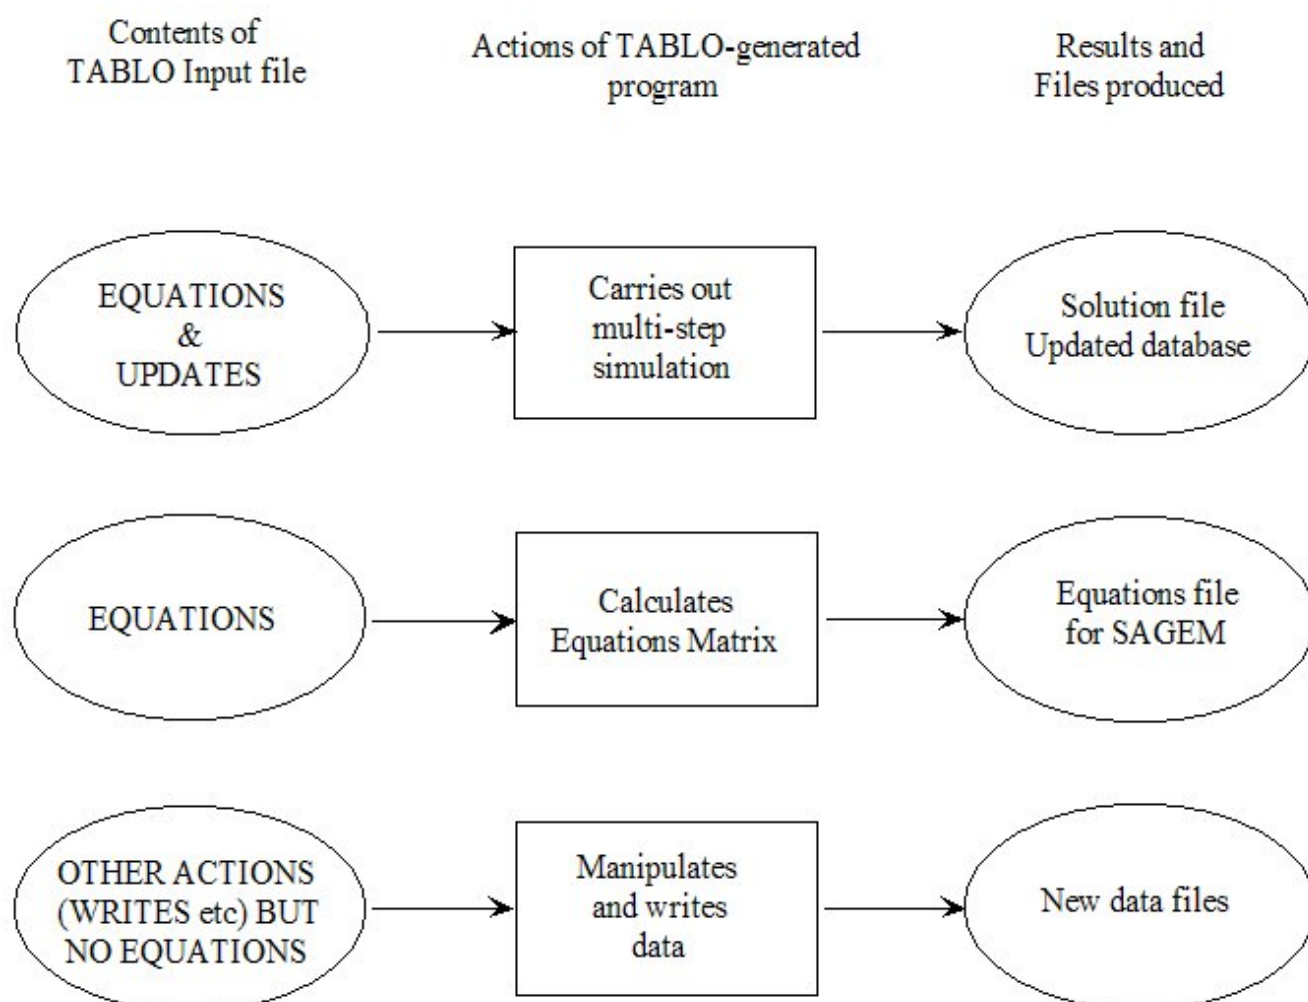 Contents of
TABLO Input file
Actions of TABLO-generated
program
Results and
Files produced
EQUATIONS
&
UPDATES
Carries out
multi-step
simulation
Solution file
Updated database
EQUATIONS
Calculates
Equations Matrix
Equations file
for SAGEM
OTHER ACTIONS
(WRITES etc) BUT
NO EQUATIONS
Manipulates
and writes
data
New data files